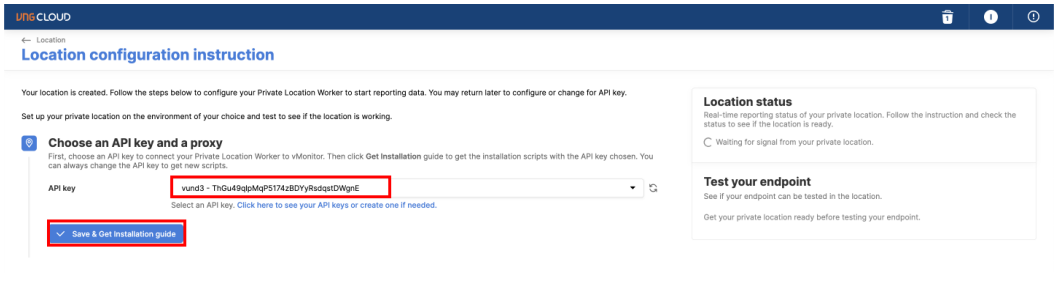 VNG CLOUD
1
← Location
Location configuration instruction
Your location is created. Follow the steps below to configure your Private Location Worker to start reporting data. You may return later to configure or change for API key.
Set up your private location on the environment of your choice and test to see if the location is working.
Choose an API key and a proxy
First, choose an API key to connect your Private Location Worker to vMonitor. Then click Get Installation guide to get the installation scripts with the API key chosen. You
can always change the API key to get new scripts.
API key
vund3 - ThGu49qIpMqP5174zBDYyRsdqstDWgnE
Select an API key. Click here to see your API keys or create one if needed.
Save & Get Installation guide
Location status
Real-time reporting status of your private location. Follow the instruction and check the
status to see if the location is ready.
Waiting for signal from your private location.
Test your endpoint
See if your endpoint can be tested in the location.
Get your private location ready before testing your endpoint.